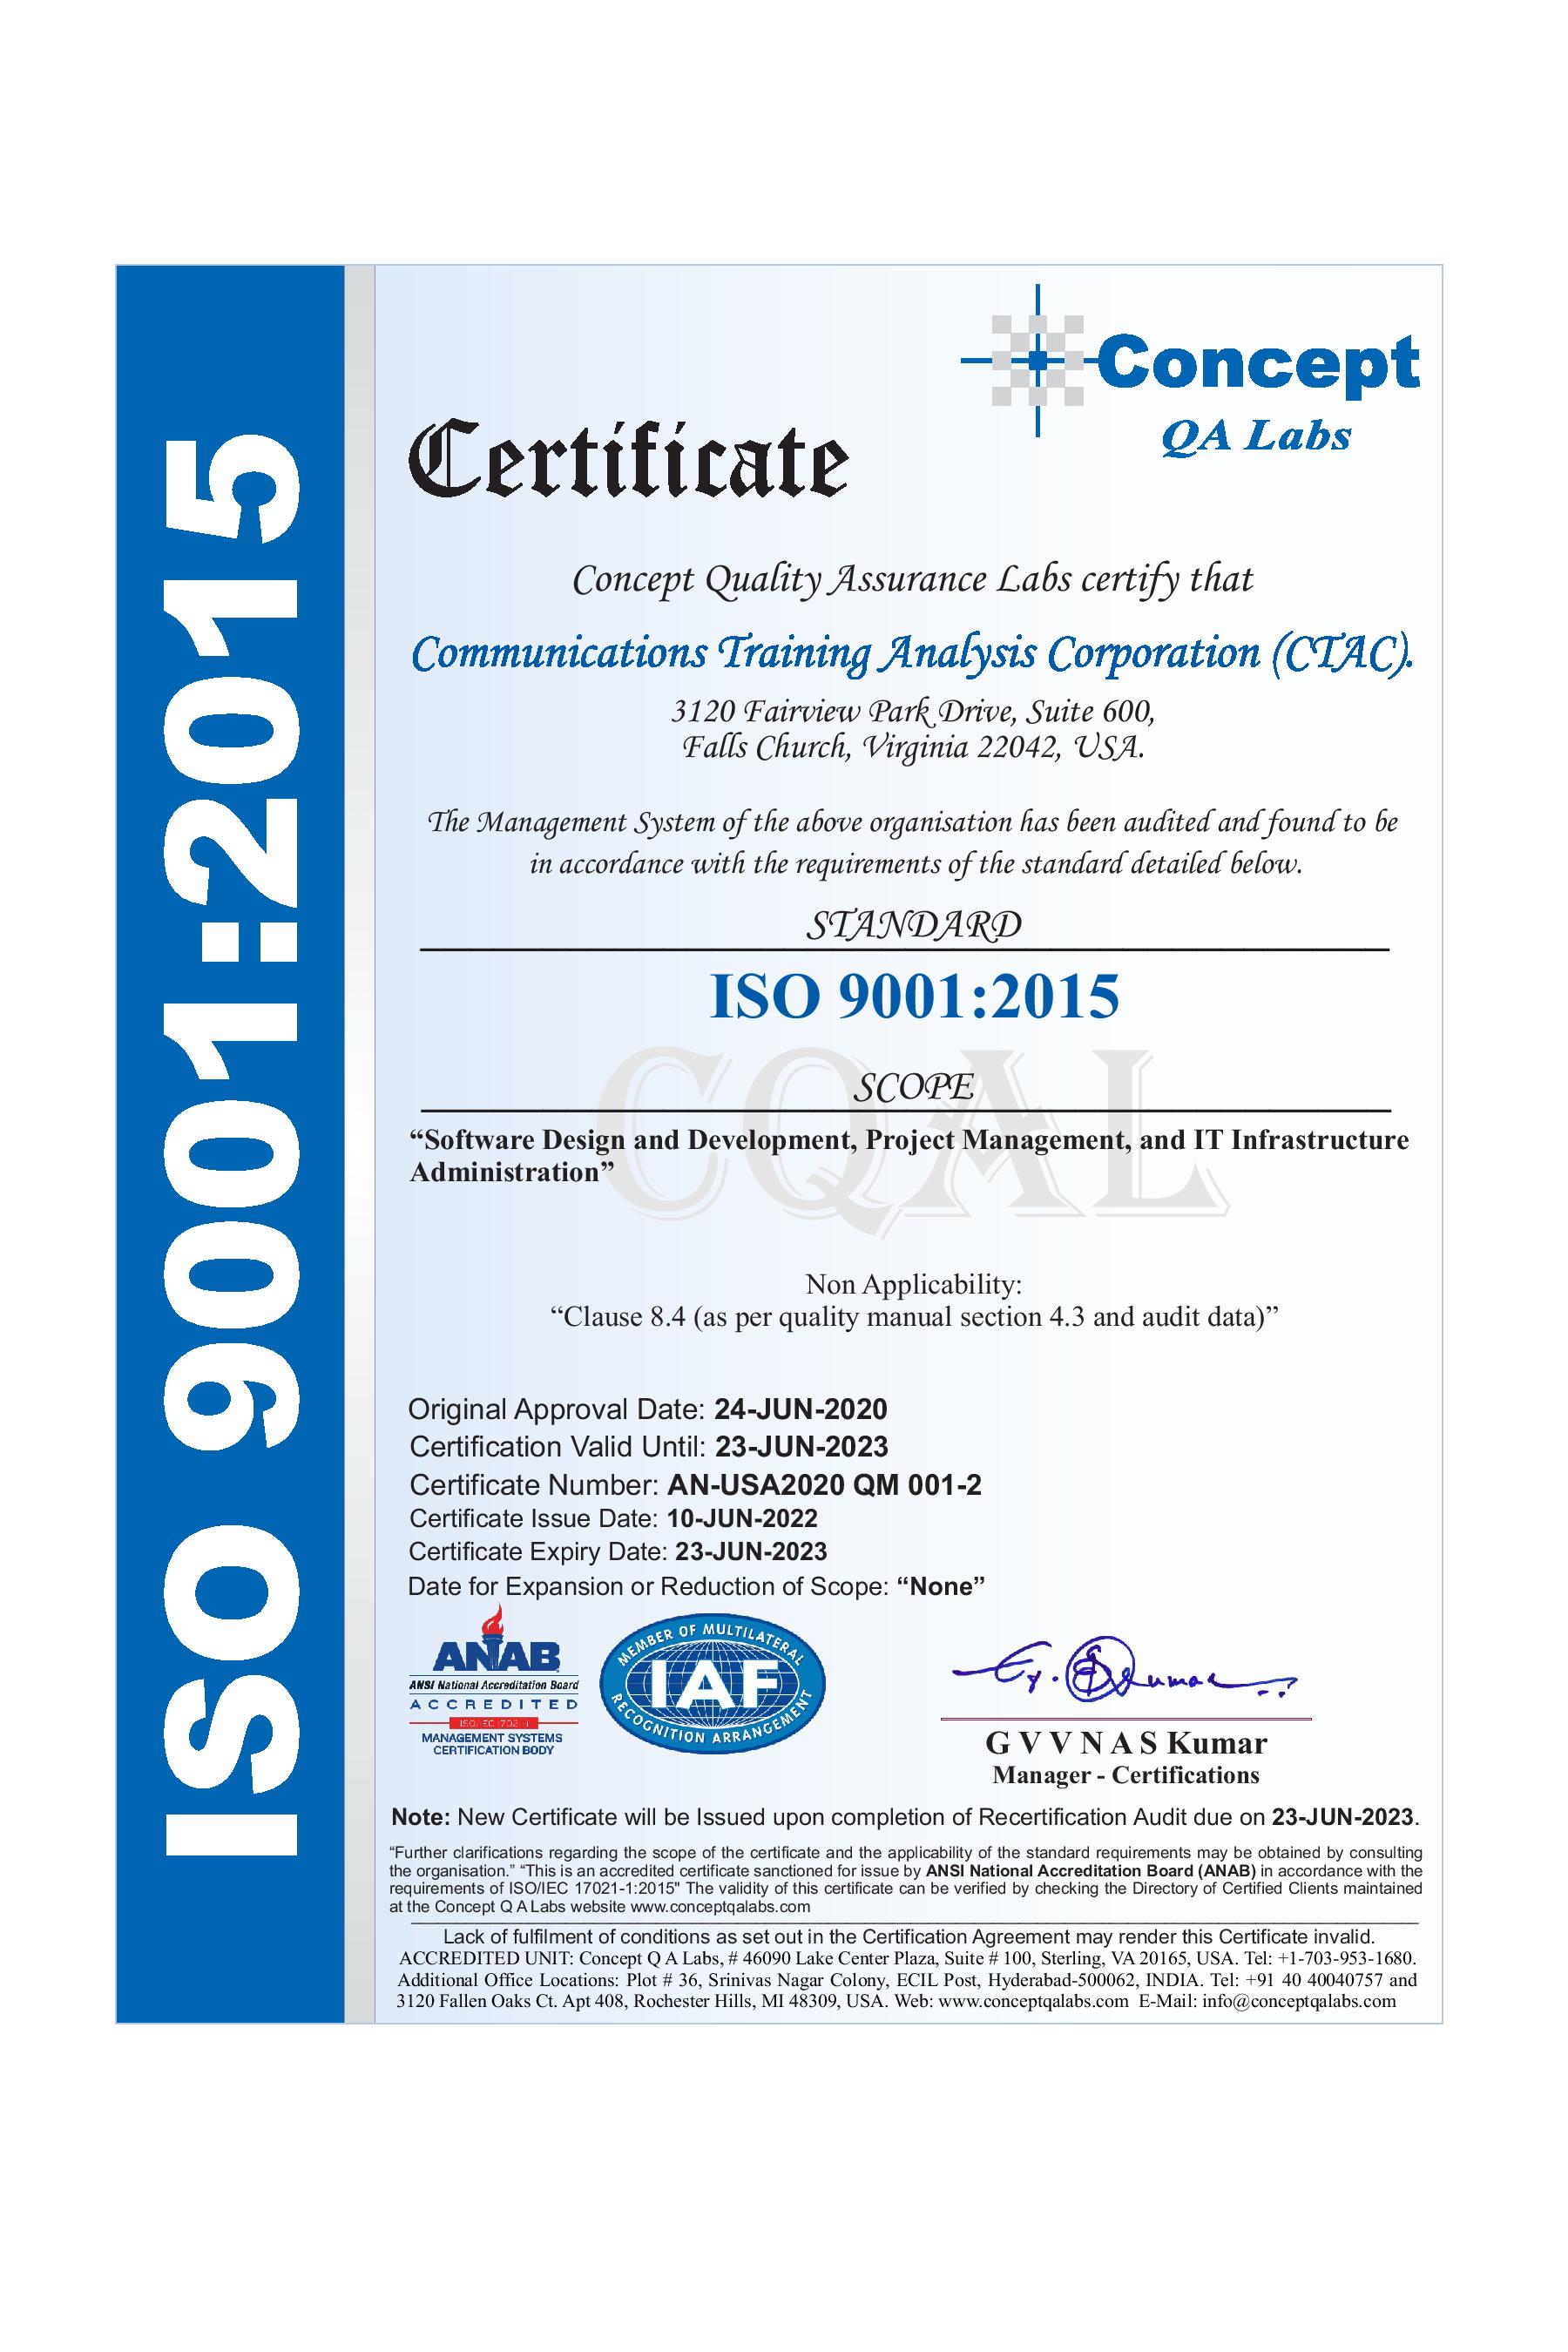 ISO 9001:2015
Concept
QA Labs
Certificate
Concept Quality Assurance Labs certify that
Communications Training Analysis Corporation (CTAC).
3120 Fairview Park Drive, Suite 600,
Falls Church, Virginia 22042, USA.
The Management System of the above organisation has been audited and found to be
in accordance with the requirements of the standard detailed below.
STANDARD
ISO 9001:2015
CQAL
SCOPE
“Software Design and Development, Project Management, and IT Infrastructure
Administration”
Non Applicability:
“Clause 8.4 (as per quality manual section 4.3 and audit data)”
Original Approval Date: 24-JUN-2020
Certification Valid Until: 23-JUN-2023
Certificate Number: AN-USA2020 QM 001-2
Certificate Issue Date: 10-JUN-2022
Certificate Expiry Date: 23-JUN-2023
Date for Expansion or Reduction of Scope: “None”
ANAB
ANSI National Accreditation Board
ACCREDITED
ISO/IEC 17021-1
MANAGEMENT SYSTEMS
CERTIFICATION BODY
MEMBER OF MULTILATERAL
IAF
RECOGNITION ARRANGEMENT
G V V N A S Kumar
Manager - Certifications
Note: New Certificate will be Issued upon completion of Recertification Audit due on 23-JUN-2023.
“Further clarifications regarding the scope of the certificate and the applicability of the standard requirements may be obtained by consulting
the organisation.” “This is an accredited certificate sanctioned for issue by ANSI National Accreditation Board (ANAB) in accordance with the
requirements of ISO/IEC 17021-1:2015" The validity of this certificate can be verified by checking the Directory of Certified Clients maintained
at the Concept Q A Labs website www.conceptqalabs.com
Lack of fulfilment of conditions as set out in the Certification Agreement may render this Certificate invalid.
ACCREDITED UNIT: Concept Q A Labs, # 46090 Lake Center Plaza, Suite # 100, Sterling, VA 20165, USA. Tel: +1-703-953-1680.
Additional Office Locations: Plot # 36, Srinivas Nagar Colony, ECIL Post, Hyderabad-500062, INDIA. Tel: +91 40 40040757 and
3120 Fallen Oaks Ct. Apt 408, Rochester Hills, MI 48309, USA. Web: www.conceptqalabs.com E-Mail: info@conceptqalabs.com